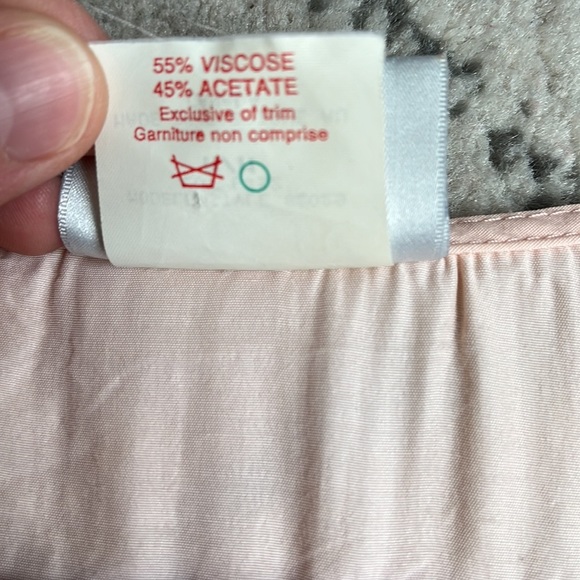 55% VISCOSE
45% ACETATE
Exclusive of trim
Garniture non comprise